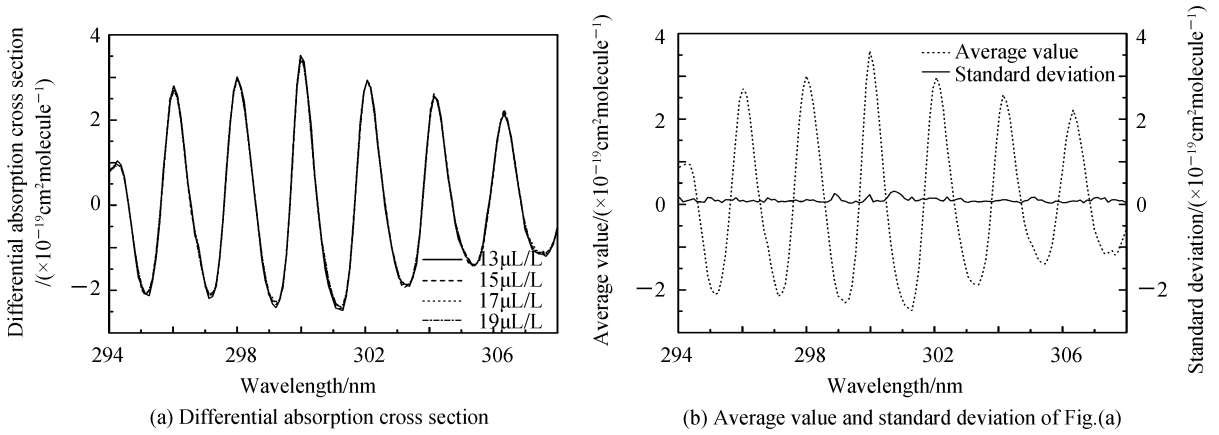 Differential absorption cross section
/(×10−19cm2molecule−1)
4
2
0
−2
13μL/L
15μL/L
17μL/L
19μL/L
294
298
302
306
Wavelength/nm
(a) Differential absorption cross section
Average value/(×10−19cm2molecule−1)
4
2
0
−2
Average value
Standard deviation
4
2
0
−2
Standard deviation/(×10−19cm2molecule−1)
294
298
302
306
Wavelength/nm
(b) Average value and standard deviation of Fig.(a)